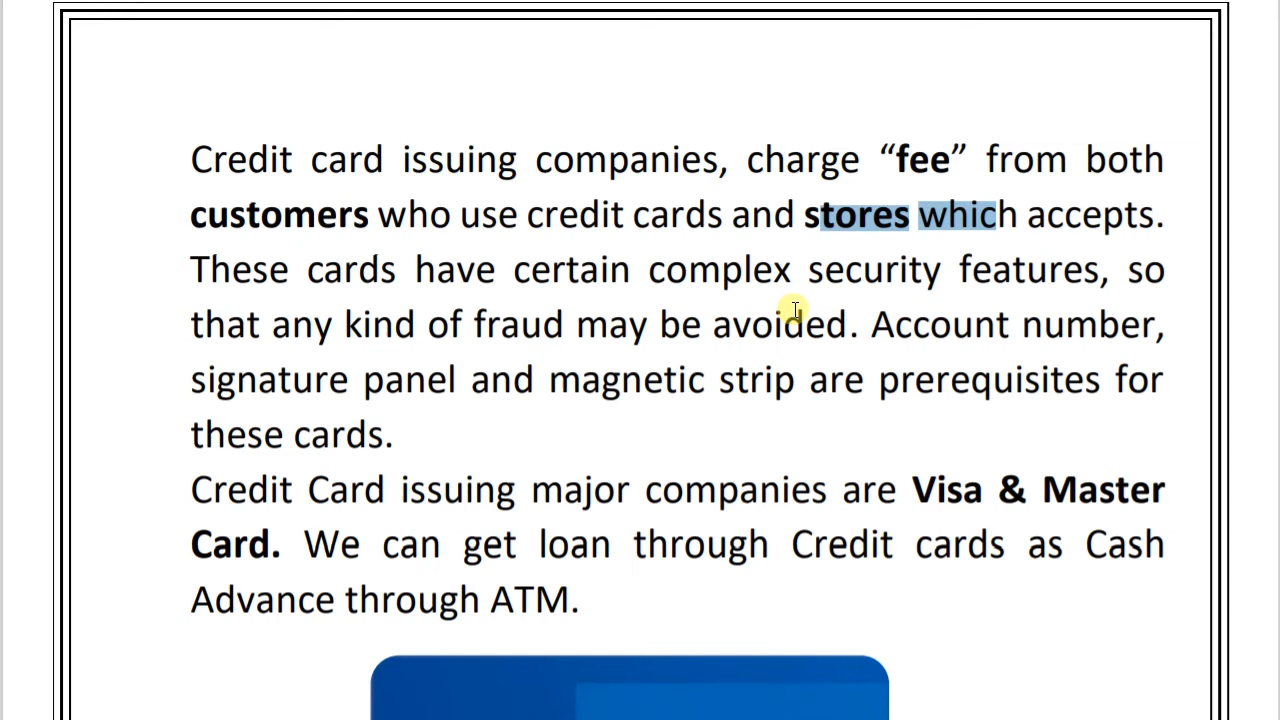 Credit card issuing companies, charge “fee” from both
customers who use credit cards and stores which accepts.
These cards have certain complex security features, so
that any kind of fraud may be avoided. Account number,
signature panel and magnetic strip are prerequisites for
these cards.
Credit Card issuing major companies are Visa & Master
Card. We can get loan through Credit cards as Cash
Advance through ATM.